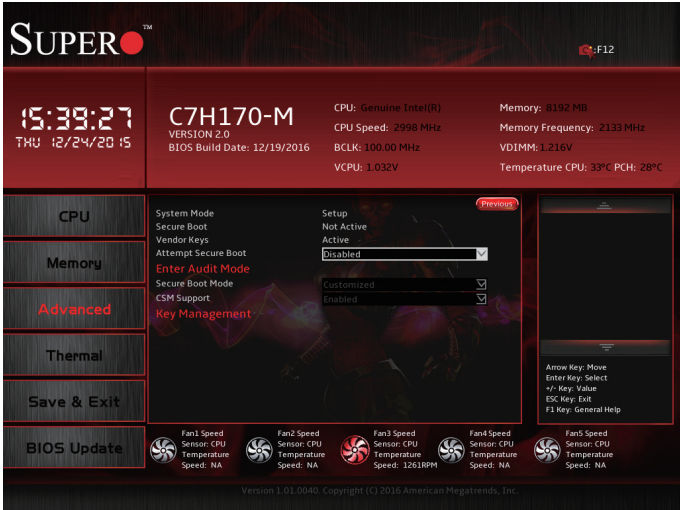 SUPER
TM
:F12
15:39:27
THU 12/24/2015
C7H170-M
VERSION 2.0
BIOS Build Date: 12/19/2016
CPU: Genuine Intel(R)
CPU Speed: 2998 MHz
BCLK: 100.00 MHz
VCPU: 1.032V
Memory: 8192 MB
Memory Frequency: 2133 MHz
VDIMM: 1.216V
Temperature CPU: 33°C PCH: 28°C
CPU
Memory
Advanced
Thermal
Save & Exit
BIOS Update
Previous
System Mode Setup
Secure Boot Not Active
Vendor Keys Active
Attempt Secure Boot Disabled
Enter Audit Mode
Secure Boot Mode Customized
CSM Support Enabled
Key Management
Arrow Key: Move
Enter Key: Select
+/- Key: Value
ESC Key: Exit
F1 Key: General Help
Fan1 Speed
Sensor: CPU
Temperature
Speed: NA
Fan2 Speed
Sensor: CPU
Temperature
Speed: NA
Fan3 Speed
Sensor: CPU
Temperature
Speed: 1261RPM
Fan4 Speed
Sensor: CPU
Temperature
Speed: NA
Fan5 Speed
Sensor: CPU
Temperature
Speed: NA
Version 1.01.0040. Copyright (C) 2016 American Megatrends, Inc.